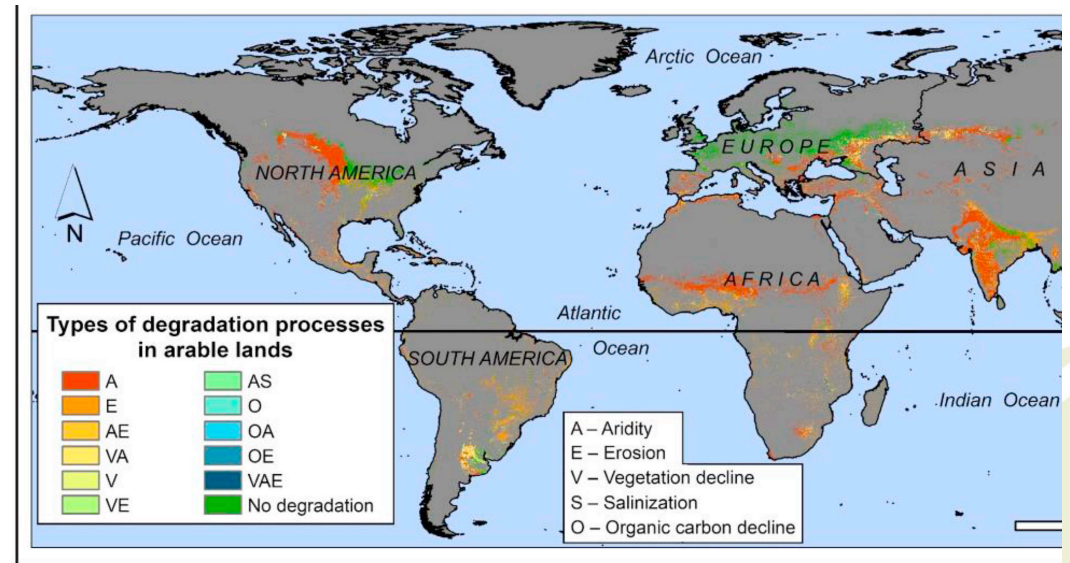 Arctic Ocean
EUROPE
ASIA
NORTH AMERICA
N
Pacific Ocean
AFRICA
Atlantic
Ocean
SOUTH AMERICA
Indian Ocean
Types of degradation processes
in arable lands
A
E
AE
VA
V
VE
AS
O
OA
OE
VAE
No degradation
A – Aridity
E – Erosion
V – Vegetation decline
S – Salinization
O – Organic carbon decline